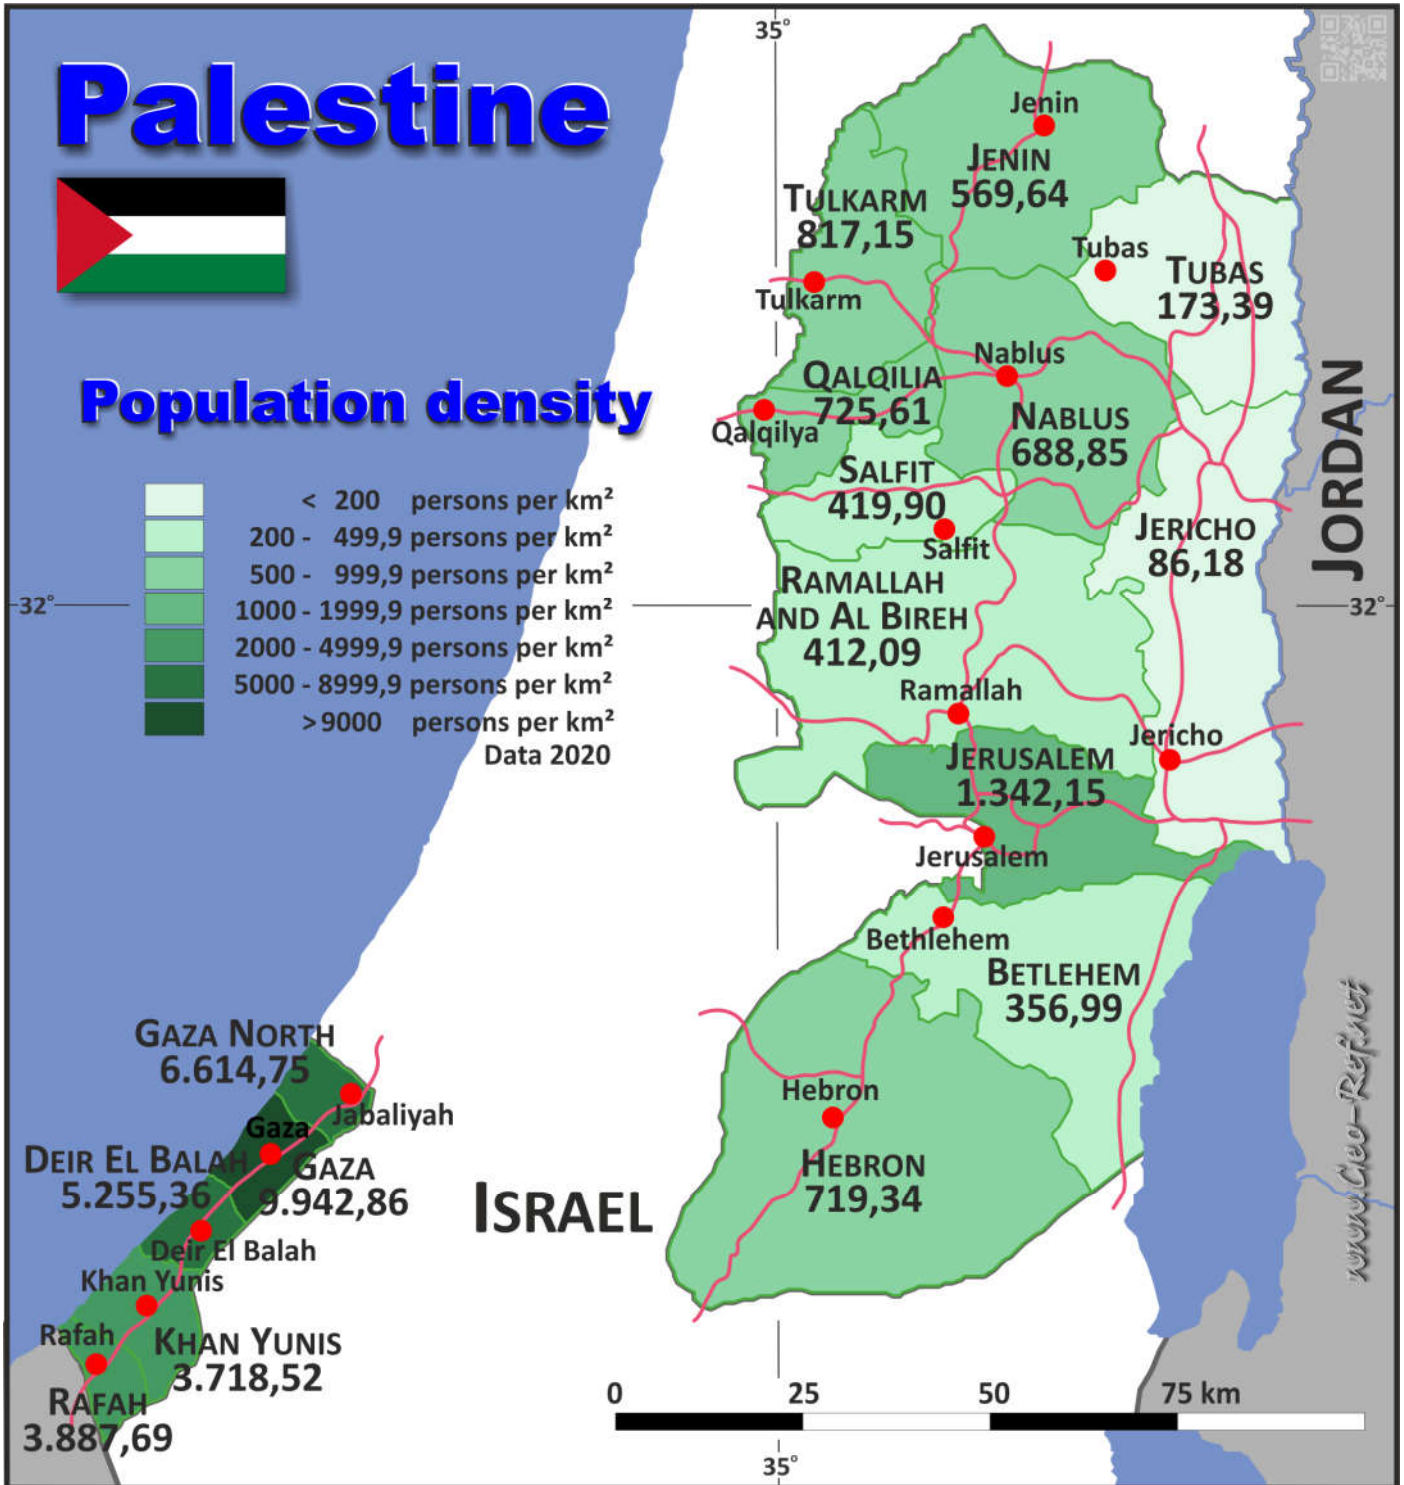 Palestine
Population density
< 200 persons per km²
200 - 499,9 persons per km²
500 - 999,9 persons per km²
1000 - 1999,9 persons per km²
2000 - 4999,9 persons per km²
5000 - 8999,9 persons per km²
>9000 persons per km²
Data 2020
35°
Jenin
JENIN
569,64
TULKARM
817,15
Tulkarm
Tubas
TUBAS
173,39
Nablus
NABLUS
688,85
QALQILIA
725,61
Qalqilya
SALFIT
419,90
Salfit
JERICHO
86,18
JORDAN
32°
32°
RAMALLAH
AND AL BIREH
412,09
Ramallah
Jericho
JERUSALEM
1.342,15
Jerusalem
Bethlehem
BETLEHEM
356,99
Hebron
HEBRON
719,34
GAZA NORTH
6.614,75
Jabaliyah
Gaza
GAZA
9.942,86
DEIR EL BALAH
5.255,36
Deir El Balah
Khan Yunis
KHAN YUNIS
3.718,52
Rafah
RAFAH
3.887,69
ISRAEL
0 25 50 75 km
35°
www.Geo-Ref.net